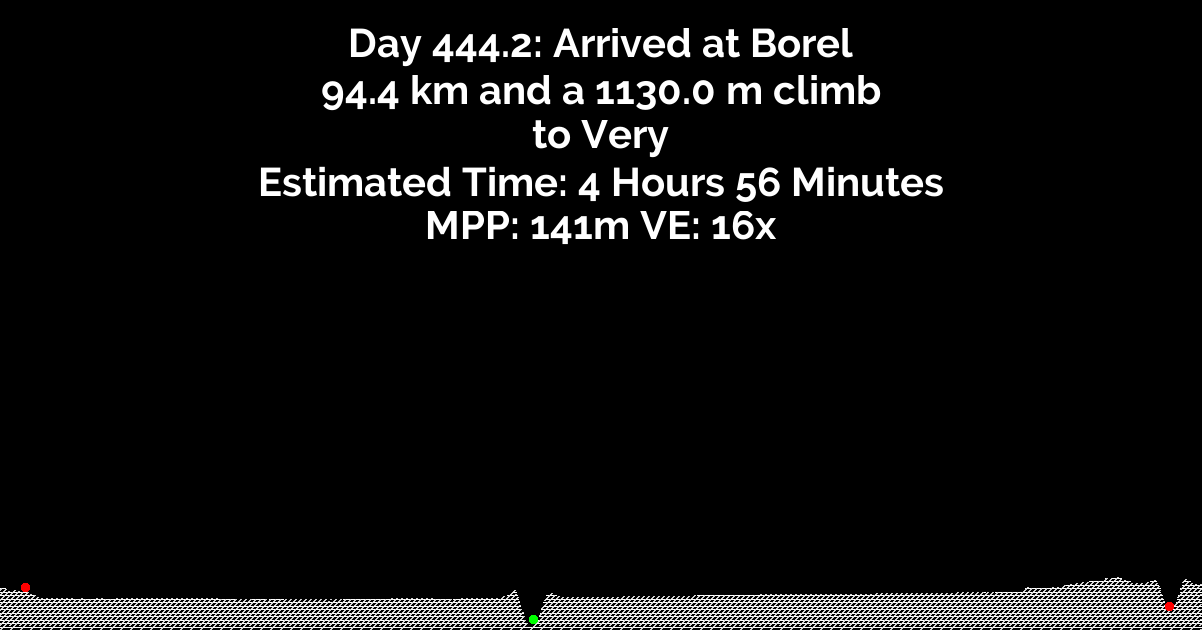 Day 444.2: Arrived at Borel
94.4 km and a 1130.0 m climb
to Very
Estimated Time: 4 Hours 56 Minutes
MPP: 141m VE: 16x